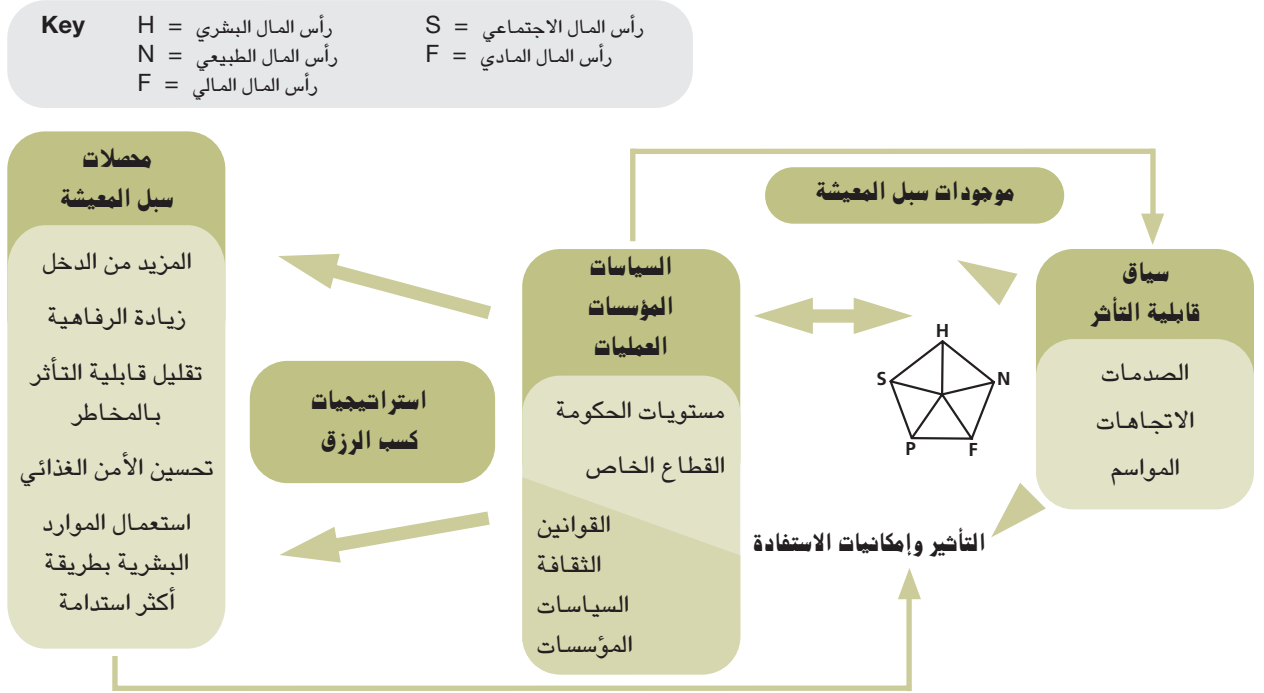 Key
H = رأس المال البشري
S = رأس المال الاجتماعي
N = رأس المال الطبيعي
F = رأس المال المادي
F = رأس المال المالي
موجودات سبل المعيشة
سياق
قابلية التأثر
الصدمات
الاتجاهات
المواسم
H
S
N
P
F
التأثير وإمكانيات الاستفادة
السياسات
المؤسسات
العمليات
مستويات الحكومة
القطاع الخاص
القوانين
الثقافة
السياسات
المؤسسات
استراتيجيات
كسب الرزق
محصلات
سبل المعيشة
المزيد من الدخل
زيادة الرفاهية
تقليل قابلية التأثر
بالمخاطر
تحسين الأمن الغذائي
استعمال الموارد
البشرية بطريقة
أكثر استدامة